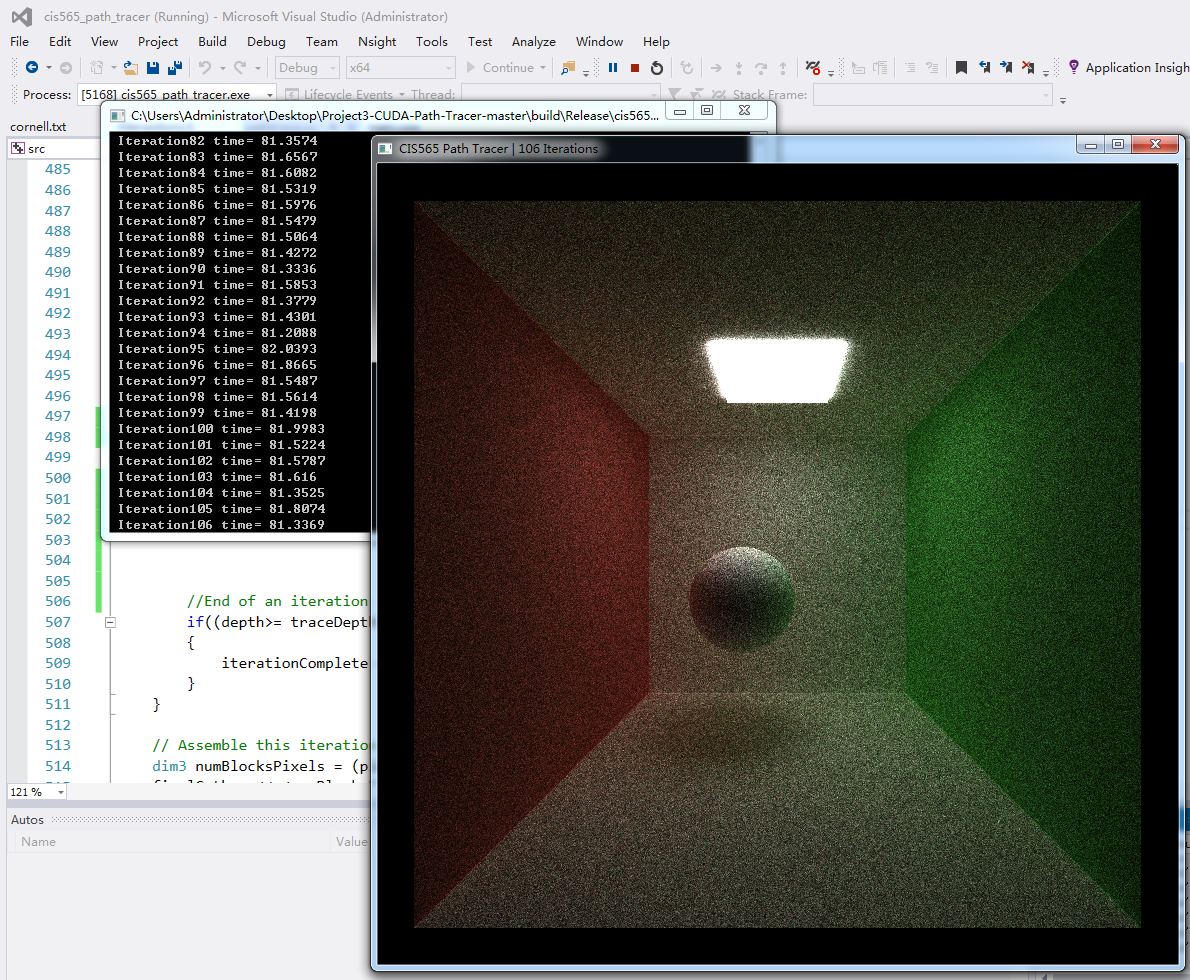 cis565_path_tracer (Running) - Microsoft Visual Studio (Administrator)
File Edit View Project Build Debug Team Nsight Tools Test Analyze Window Help
Debug x64 Continue Application Insigh
Process: [5168] cis565_path_tracer.exe Lifecycle Events Thread: Stack Frame:
cornell.txt
src
C:\Users\Administrator\Desktop\Project3-CUDA-Path-Tracer-master\build\Release\cis565...
Iteration82 time= 81.3574
Iteration83 time= 81.6567
Iteration84 time= 81.6082
Iteration85 time= 81.5319
Iteration86 time= 81.5976
Iteration87 time= 81.5479
Iteration88 time= 81.5064
Iteration89 time= 81.4272
Iteration90 time= 81.3336
Iteration91 time= 81.5853
Iteration92 time= 81.3779
Iteration93 time= 81.4301
Iteration94 time= 81.2088
Iteration95 time= 82.0393
Iteration96 time= 81.8665
Iteration97 time= 81.5487
Iteration98 time= 81.5614
Iteration99 time= 81.4198
Iteration100 time= 81.9983
Iteration101 time= 81.5224
Iteration102 time= 81.5787
Iteration103 time= 81.616
Iteration104 time= 81.3525
Iteration105 time= 81.8074
Iteration106 time= 81.3369
CIS565 Path Tracer | 106 Iterations
485
486
487
488
489
490
491
492
493
494
495
496
497
498
499
500
501
502
503
504
505
506 //End of an iteration
507 if((depth>= traceDept
508 {
509 iterationComplete
510 }
511 }
512
513 // Assemble this iteratio
514 dim3 numBlocksPixels = (p
121 %
Autos
Name Value